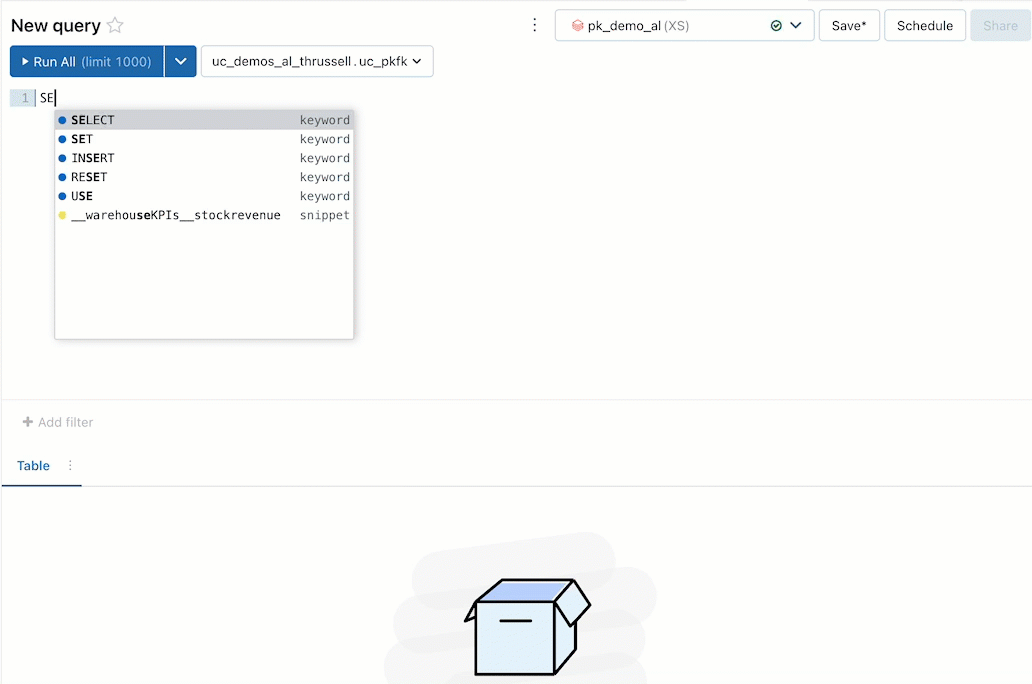 New query
pk_demo_al (XS)
Save*
Schedule
Share
Run All (limit 1000)
uc_demos_al_thrussell.uc_pkfk
1 SE
SELECT keyword
SET keyword
INSERT keyword
RESET keyword
USE keyword
__warehouseKPIs__stockrevenue snippet
Add filter
Table